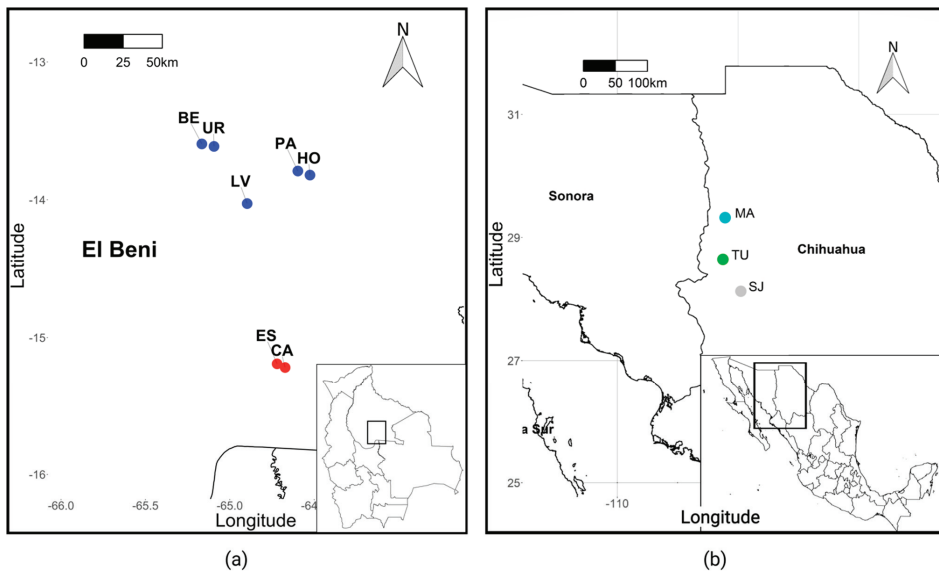 N
0 25 50km
-13
BE
UR
PA
HO
LV
-14
El Beni
Latitude
-15
ES
CA
-16
-66.0
-65.5
-65.0
-64.5
-64
Longitude
(a)
N
0 50 100km
31
Sonora
MA
29
TU
Chihuahua
SJ
Latitude
27
a Sur
25
-110
Longitude
(b)